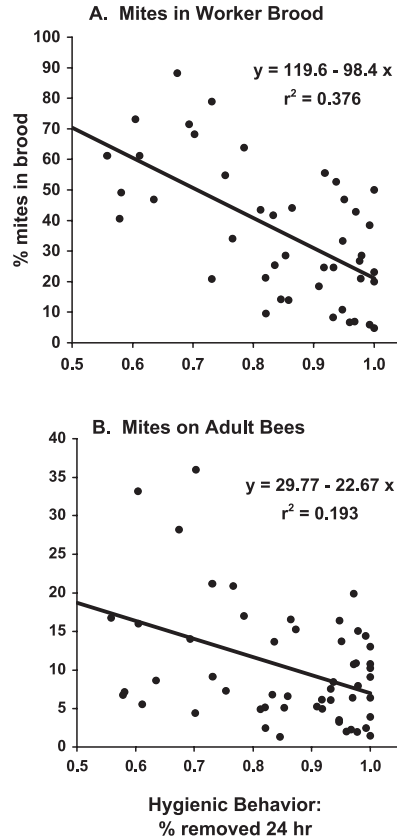 A. Mites in Worker Brood
100
90
80
70
60
50
40
30
20
10
0
% mites in brood
y = 119.6 - 98.4 x
r² = 0.376
0.5 0.6 0.7 0.8 0.9 1.0
B. Mites on Adult Bees
40
35
30
25
20
15
10
5
0
y = 29.77 - 22.67 x
r² = 0.193
0.5 0.6 0.7 0.8 0.9 1.0
Hygienic Behavior:
% removed 24 hr